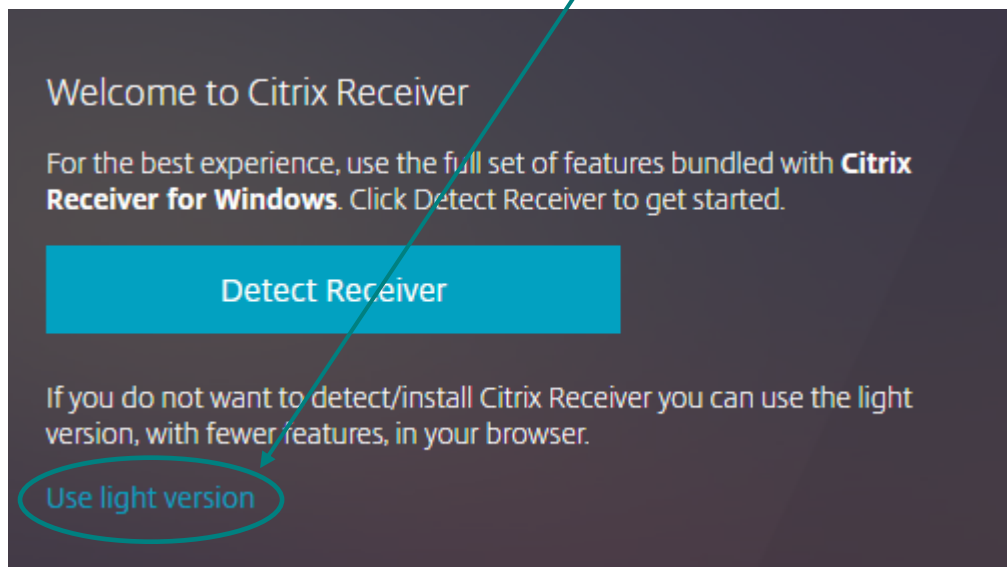 Welcome to Citrix Receiver
For the best experience, use the full set of features bundled with Citrix
Receiver for Windows. Click Detect Receiver to get started.
Detect Receiver
If you do not want to detect/install Citrix Receiver you can use the light
version, with fewer features, in your browser.
Use light version